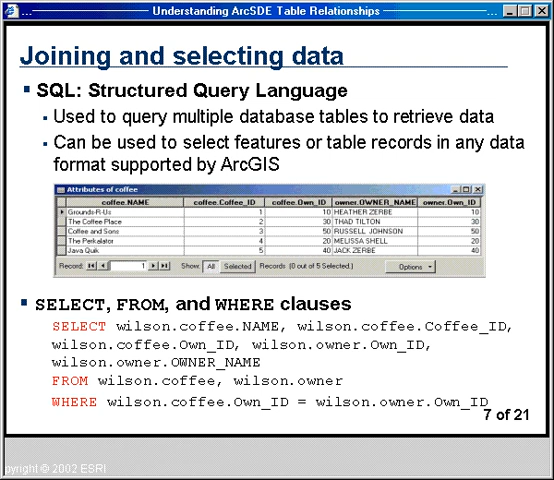 ... Understanding ArcSDE Table Relationships
Joining and selecting data
SQL: Structured Query Language
Used to query multiple database tables to retrieve data
Can be used to select features or table records in any data
format supported by ArcGIS
Attributes of coffee
coffee.NAME coffee.Coffee_ID coffee.Own_ID owner.OWNER_NAME owner.Own_ID
Grounds-R-Us 1 10 HEATHER ZERBE 10
The Coffee Place 2 30 THAD TILTON 30
Coffee and Sons 3 50 RUSSELL JOHNSON 50
The Perkalator 4 20 MELISSA SHELL 20
Java Quik 5 40 JACK ZERBE 40
Record: 1 Show: All Selected Records (0 out of 5 Selected.) Options
SELECT, FROM, and WHERE clauses
SELECT wilson.coffee.NAME, wilson.coffee.Coffee_ID,
wilson.coffee.Own_ID, wilson.owner.Own_ID,
wilson.owner.OWNER_NAME
FROM wilson.coffee, wilson.owner
WHERE wilson.coffee.Own_ID = wilson.owner.Own_ID
7 of 21
pyright © 2002 ESRI